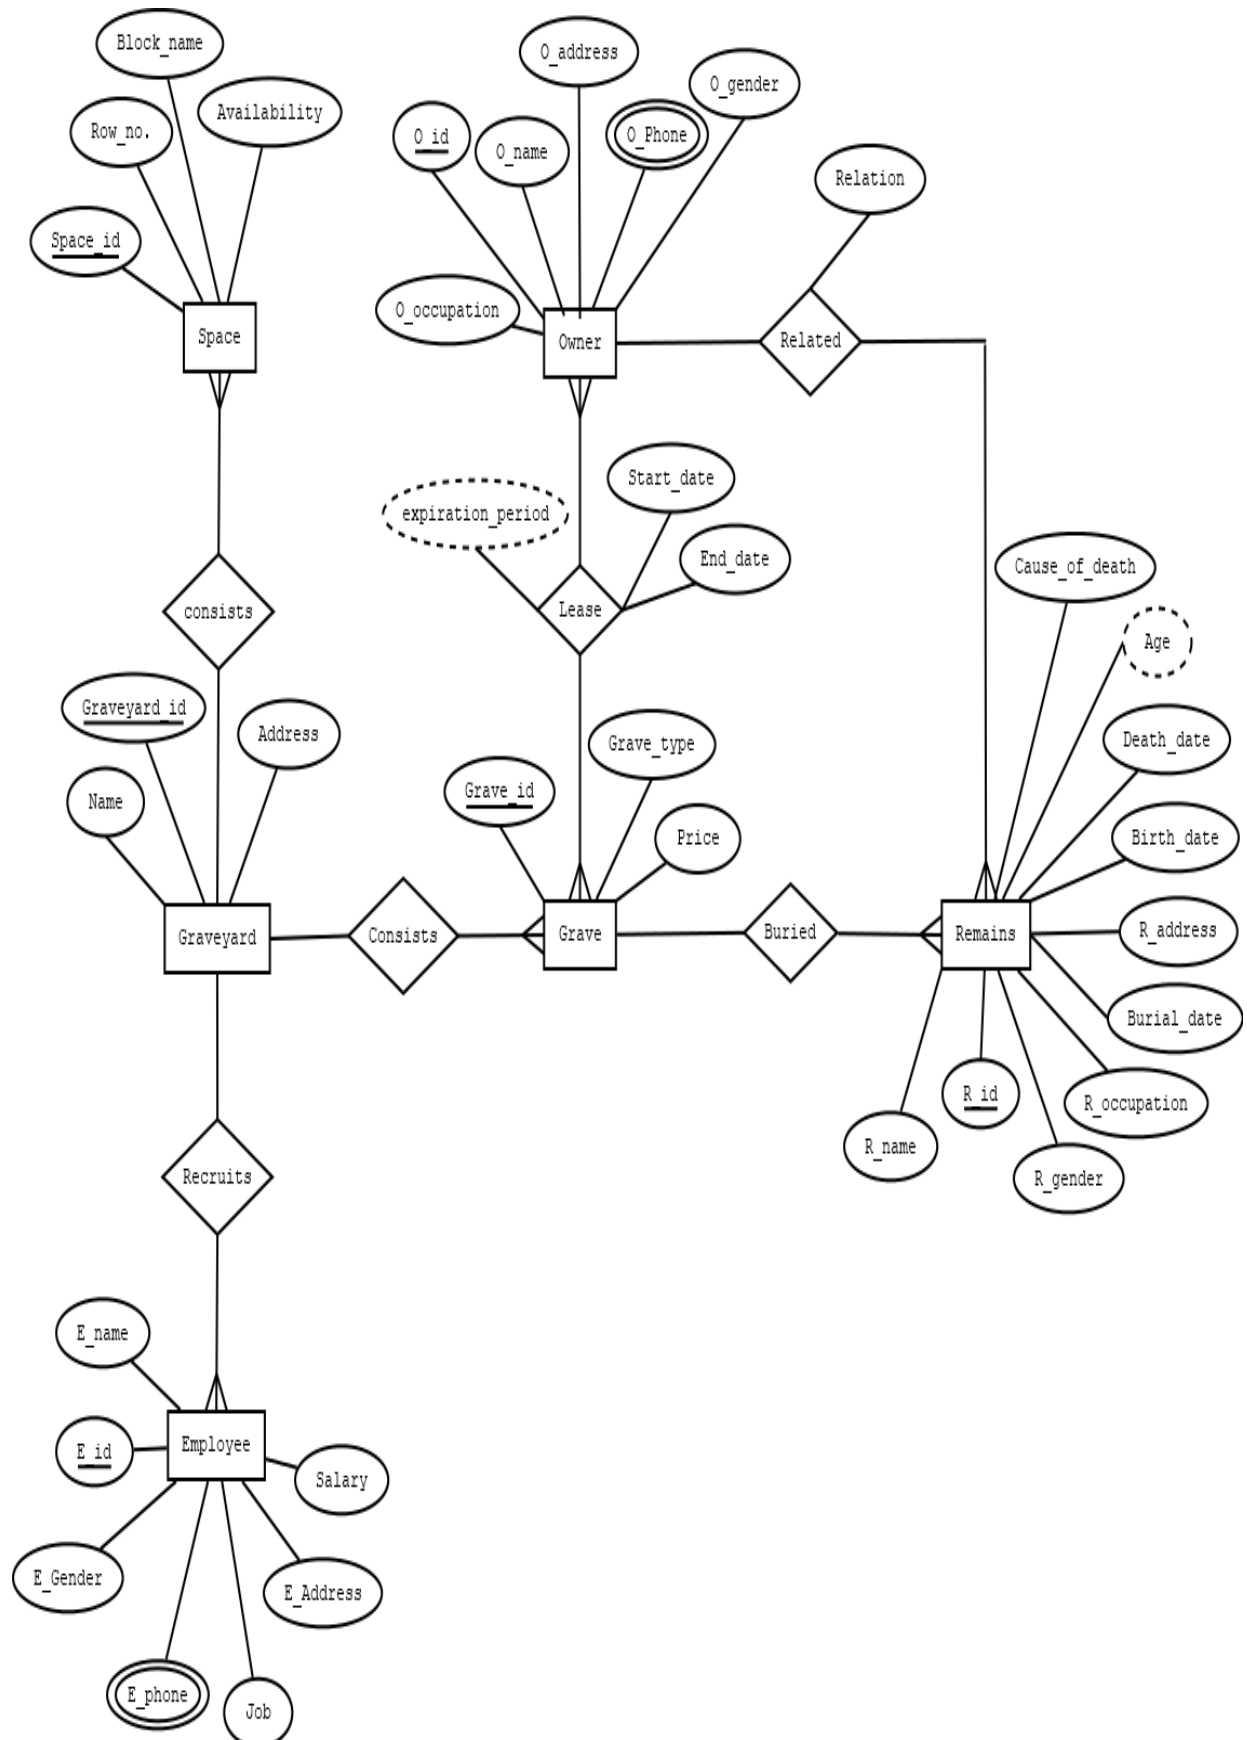 Block_name
O_address
O_gender
Availability
Row_no.
O_id
O_name
O_Phone
Relation
Space_id
O_occupation
Space
Owner
Related
Start_date
expiration_period
End_date
Cause_of_death
consists
Lease
Age
Graveyard_id
Address
Grave_type
Death_date
Name
Grave_id
Price
Birth_date
Graveyard
Consists
Grave
Buried
Remains
R_address
Burial_date
R_id
R_occupation
R_name
R_gender
Recruits
E_name
E_id
Employee
Salary
E_Gender
E_Address
E_phone
Job